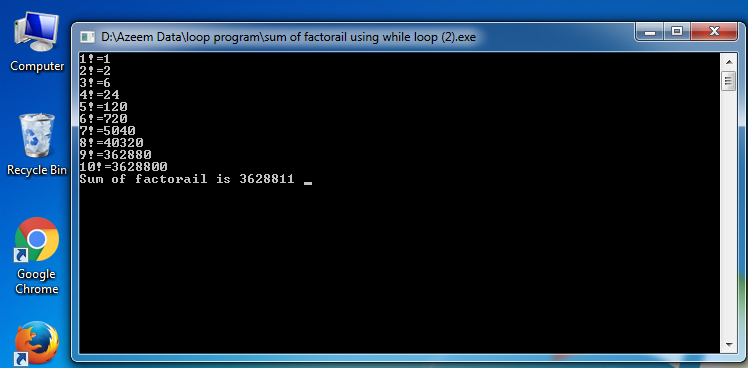 D:\Azeem Data\loop program\sum of factorail using while loop (2).exe
Computer
Recycle Bin
Google
Chrome
1!=1
2!=2
3!=6
4!=24
5!=120
6!=720
7!=5040
8!=40320
9!=362880
10!=3628800
Sum of factorail is 3628811 _